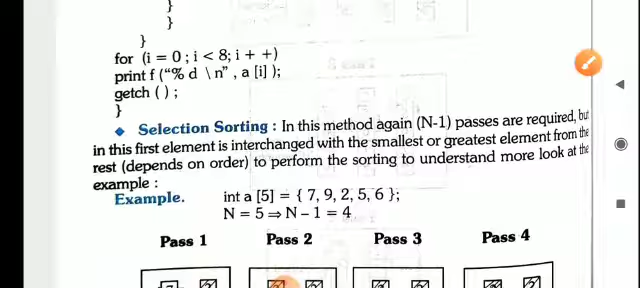 }
}
}
for (i = 0 ; i < 8; i + +)
print f ("% d \ n" , a [i] );
getch ( ) ;
}
◆ Selection Sorting : In this method again (N-1) passes are required, but
in this first element is interchanged with the smallest or greatest element from the
rest (depends on order) to perform the sorting to understand more look at the
example :
Example. int a [5] = { 7, 9, 2, 5, 6 };
N = 5 ⇒ N – 1 = 4
Pass 1 Pass 2 Pass 3 Pass 4